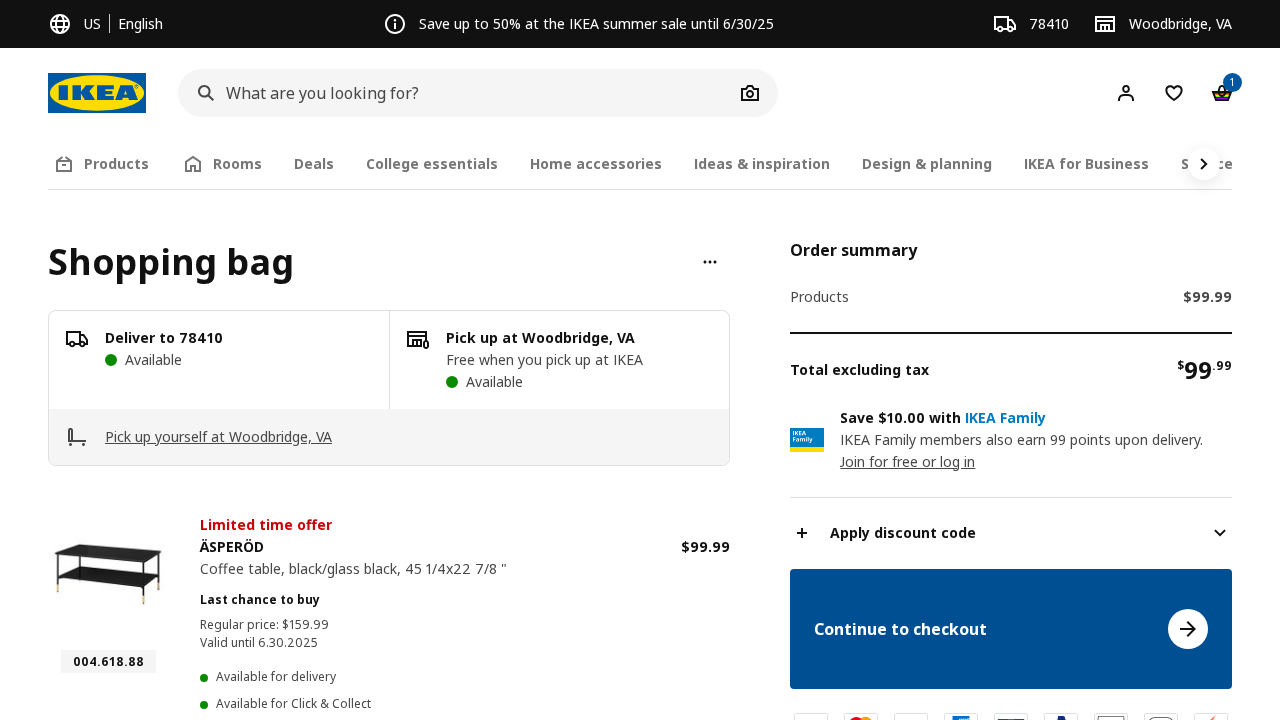 US
English
Save up to 50% at the IKEA summer sale until 6/30/25
78410
Woodbridge, VA
IKEA
What are you looking for?
1
Products
Rooms
Deals
College essentials
Home accessories
Ideas & inspiration
Design & planning
IKEA for Business
Shopping bag
Deliver to 78410
Available
Pick up at Woodbridge, VA
Free when you pick up at IKEA
Available
Pick up yourself at Woodbridge, VA
Limited time offer
ÄSPERÖD
$99.99
Coffee table, black/glass black, 45 1/4x22 7/8 "
Last chance to buy
Regular price: $159.99
Valid until 6.30.2025
004.618.88
Available for delivery
Available for Click & Collect
Order summary
Products
$99.99
Total excluding tax
$99.99
Save $10.00 with IKEA Family
IKEA Family
IKEA Family members also earn 99 points upon delivery.
Join for free or log in
Apply discount code
Continue to checkout